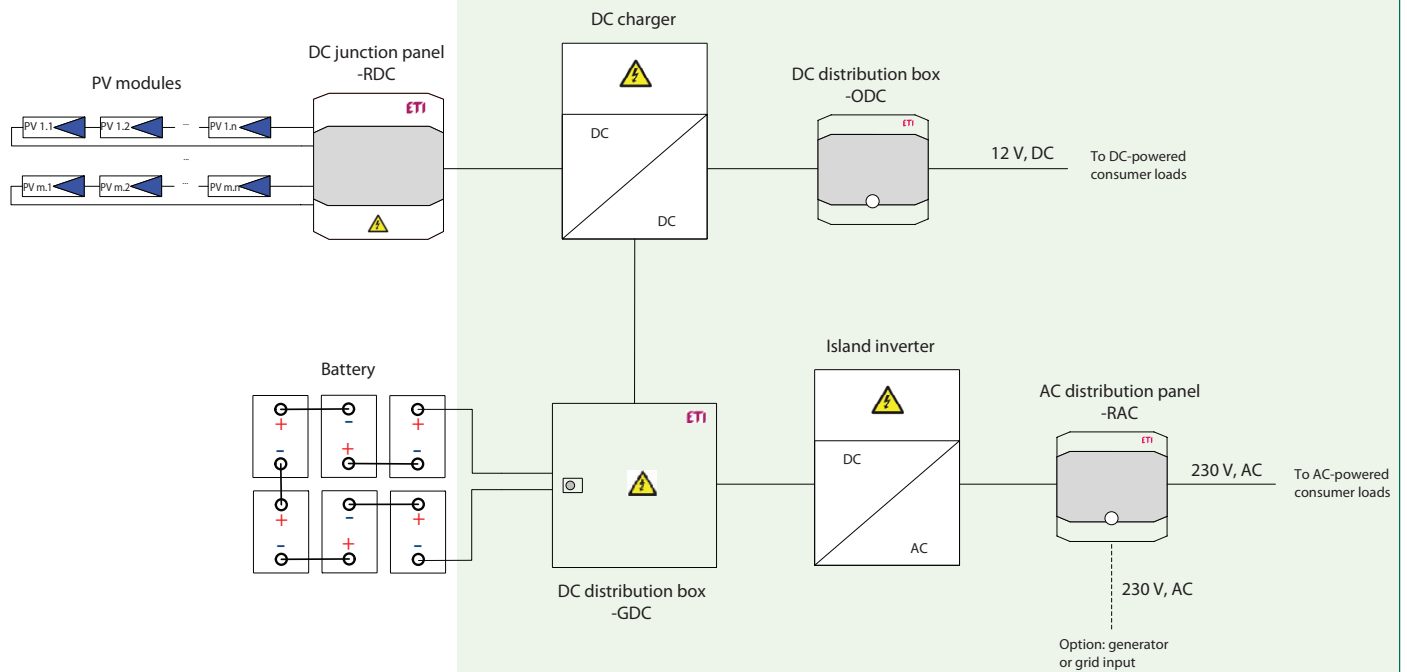 DC charger
DC junction panel
-RDC
PV modules
DC distribution box
-ODC
ETI
ETI
PV 1.1
PV 1.2
...
PV 1.n
DC
12 V, DC
To DC-powered
consumer loads
...
PV m.1
PV m.2
...
PV m.n
DC
Island inverter
Battery
AC distribution panel
-RAC
ETI
ETI
+
-
+
-
+
-
DC
230 V, AC
To AC-powered
consumer loads
+
-
-
+
+
-
AC
DC distribution box
-GDC
230 V, AC
Option: generator
or grid input